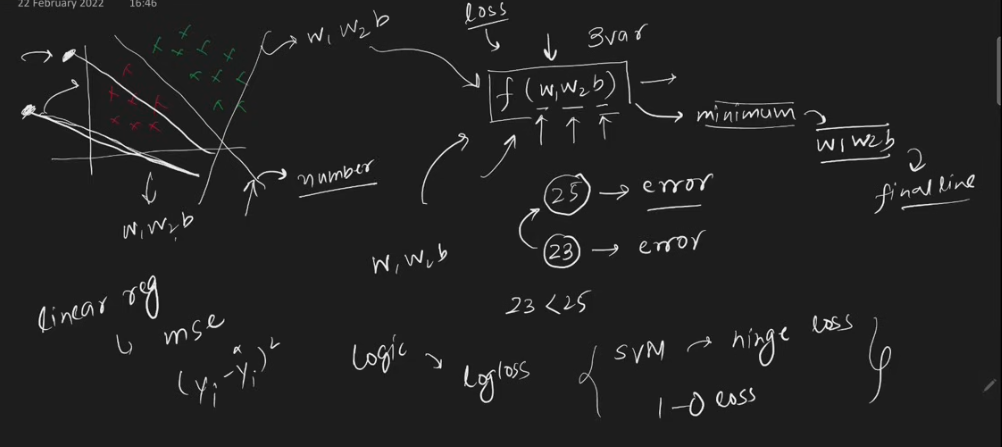 22 February 2022 16:46
loss
w₁ w₂ b
3var
f (w₁ w₂ b)
minimum
w₁ w₂ b
number
25 → error
final line
w₁ w₂ b
23 → error
w₁ w₂ b
23 < 25
linear reg
mse
(yᵢ - ŷᵢ)²
logic
logloss
SVM → hinge loss
1-0 loss